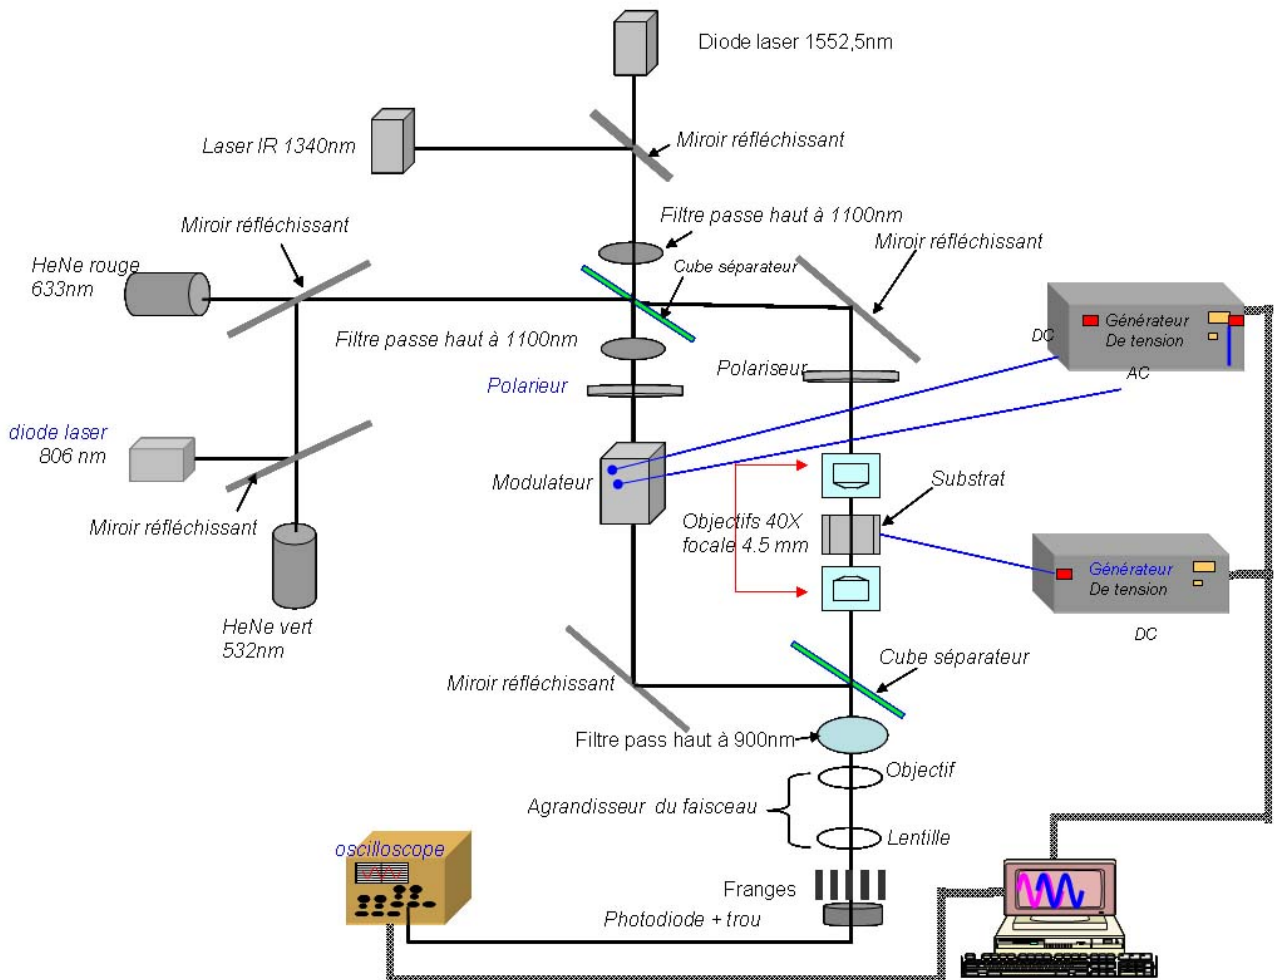 Diode laser 1552,5nm
Laser IR 1340nm
Miroir réfléchissant
Miroir réfléchissant
Filtre passe haut à 1100nm
Miroir réfléchissant
HeNe rouge
633nm
Cube séparateur
Filtre passe haut à 1100nm
DC
Générateur
De tension
AC
Polarieur
Polariseur
diode laser
806 nm
Modulateur
Substrat
Miroir réfléchissant
Objectifs 40X
focale 4.5 mm
Générateur
De tension
DC
HeNe vert
532nm
Cube séparateur
Miroir réfléchissant
Filtre pass haut à 900nm
Objectif
Agrandisseur du faisceau
Lentille
oscilloscope
Franges
Photodiode + trou